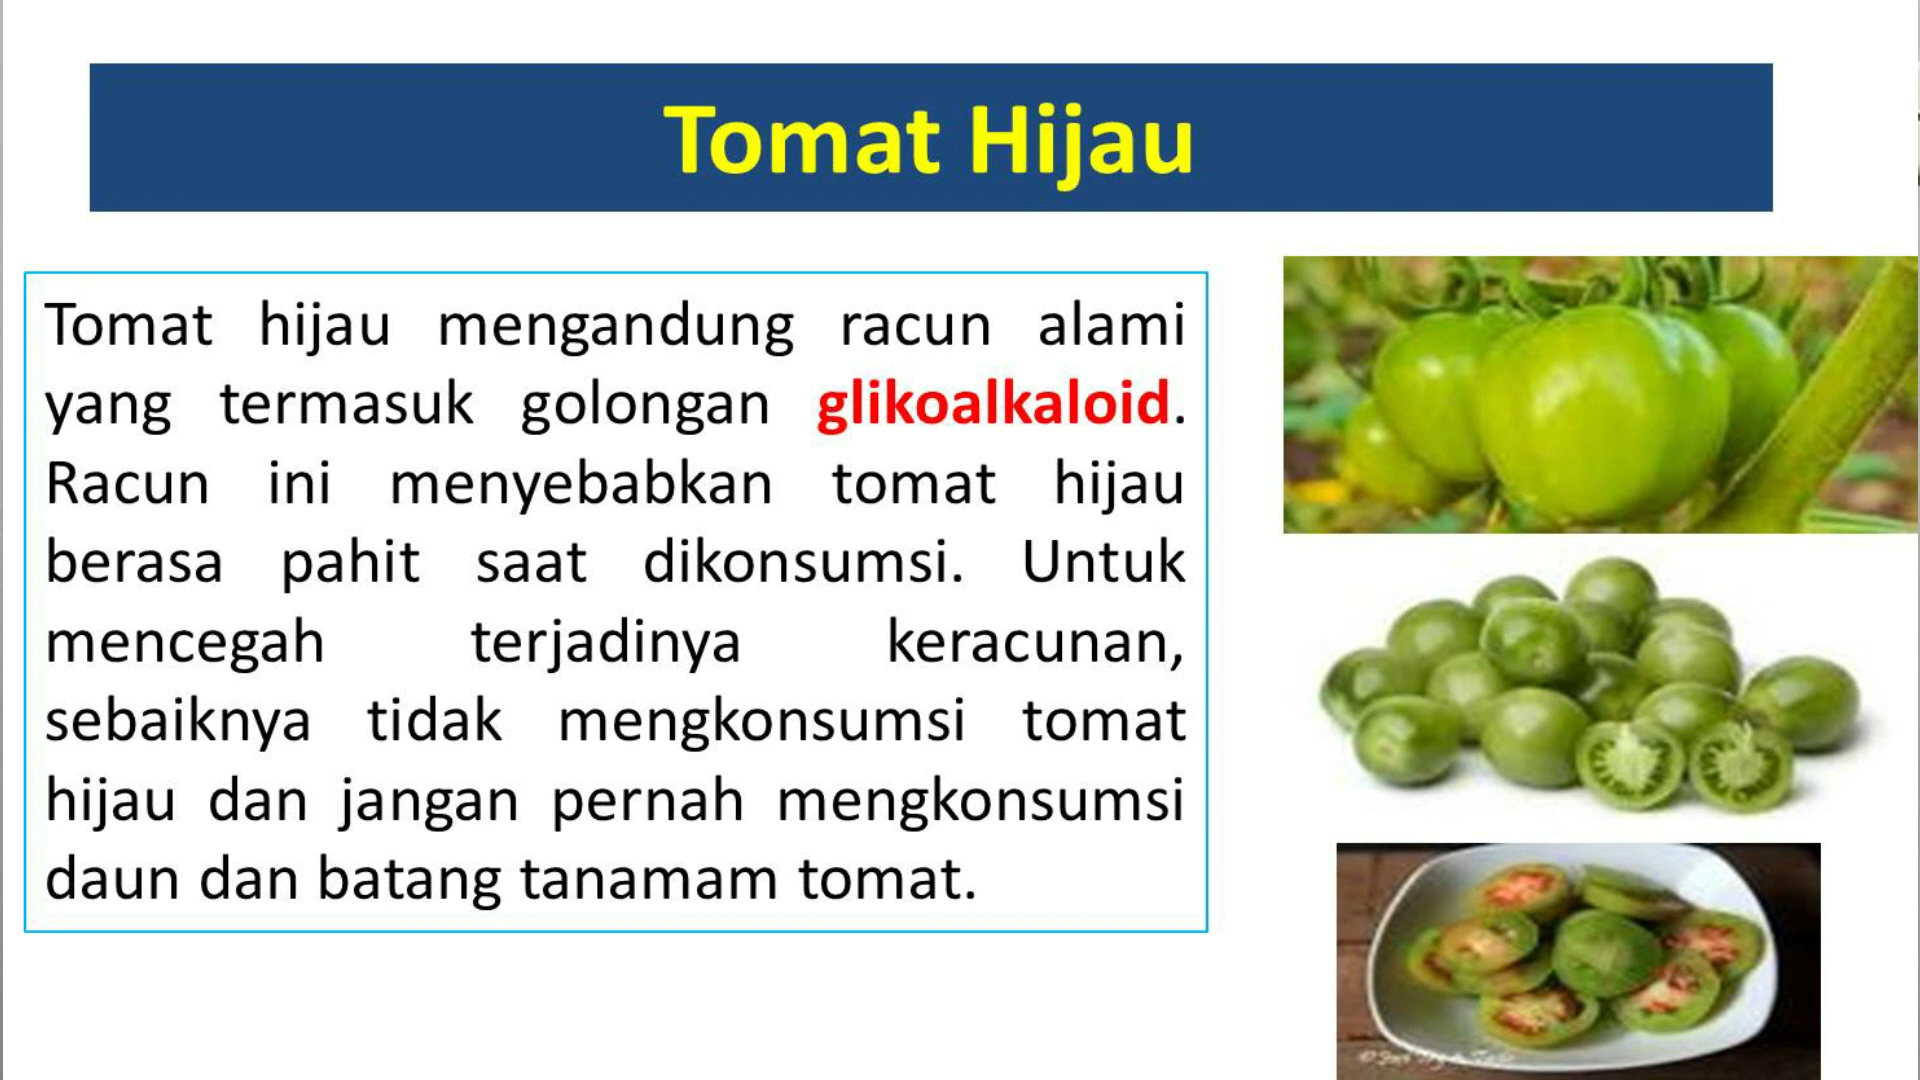 Tomat Hijau
Tomat hijau mengandung racun alami
yang termasuk golongan glikoalkaloid.
Racun ini menyebabkan tomat hijau
berasa pahit saat dikonsumsi. Untuk
mencegah terjadinya keracunan,
sebaiknya tidak mengkonsumsi tomat
hijau dan jangan pernah mengkonsumsi
daun dan batang tanamam tomat.